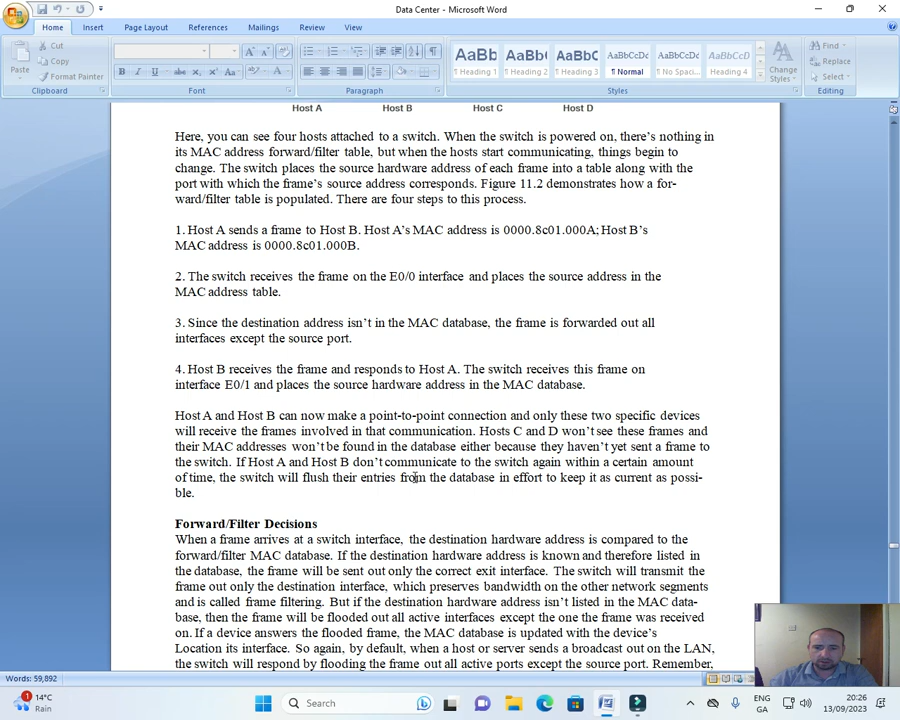 Data Center - Microsoft Word
Home Insert Page Layout References Mailings Review View
Paste
Cut
Copy
Format Painter
Clipboard
B I U abc x₂ x² Aa
Font
Paragraph
AaBb AaBb AaBbC AaBbCcDc AaBbCcDc AaBbCcDc
Heading 1 Heading 2 Heading 3 ¶ Normal ¶ No Spaci... Heading 4
Change
Styles
Styles
Find
Replace
Select
Editing
Host A Host B Host C Host D
Here, you can see four hosts attached to a switch. When the switch is powered on, there’s nothing in
its MAC address forward/filter table, but when the hosts start communicating, things begin to
change. The switch places the source hardware address of each frame into a table along with the
port with which the frame’s source address corresponds. Figure 11.2 demonstrates how a for-
ward/filter table is populated. There are four steps to this process.
1. Host A sends a frame to Host B. Host A’s MAC address is 0000.8c01.000A; Host B’s
MAC address is 0000.8c01.000B.
2. The switch receives the frame on the E0/0 interface and places the source address in the
MAC address table.
3. Since the destination address isn’t in the MAC database, the frame is forwarded out all
interfaces except the source port.
4. Host B receives the frame and responds to Host A. The switch receives this frame on
interface E0/1 and places the source hardware address in the MAC database.
Host A and Host B can now make a point-to-point connection and only these two specific devices
will receive the frames involved in that communication. Hosts C and D won’t see these frames and
their MAC addresses won’t be found in the database either because they haven’t yet sent a frame to
the switch. If Host A and Host B don’t communicate to the switch again within a certain amount
of time, the switch will flush their entries from the database in effort to keep it as current as possi-
ble.
Forward/Filter Decisions
When a frame arrives at a switch interface, the destination hardware address is compared to the
forward/filter MAC database. If the destination hardware address is known and therefore listed in
the database, the frame will be sent out only the correct exit interface. The switch will transmit the
frame out only the destination interface, which preserves bandwidth on the other network segments
and is called frame filtering. But if the destination hardware address isn’t listed in the MAC data-
base, then the frame will be flooded out all active interfaces except the one the frame was received
on. If a device answers the flooded frame, the MAC database is updated with the device’s
Location its interface. So again, by default, when a host or server sends a broadcast out on the LAN,
the switch will respond by flooding the frame out all active ports except the source port. Remember,
Words: 59,892
1
14°C
Rain
Search
ENG
GA
20:26
13/09/2023